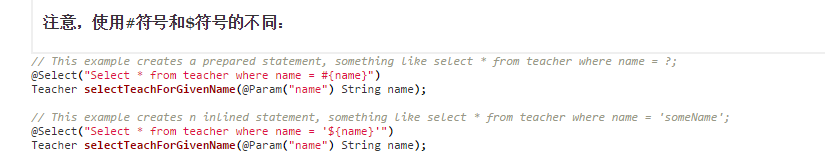 注意，使用#符号和$符号的不同：
// This example creates a prepared statement, something like select * from teacher where name = ?;
@Select("Select * from teacher where name = #{name}")
Teacher selectTeachForGivenName(@Param("name") String name);
// This example creates n inlined statement, something like select * from teacher where name = 'someName';
@Select("Select * from teacher where name = '${name}'")
Teacher selectTeachForGivenName(@Param("name") String name);